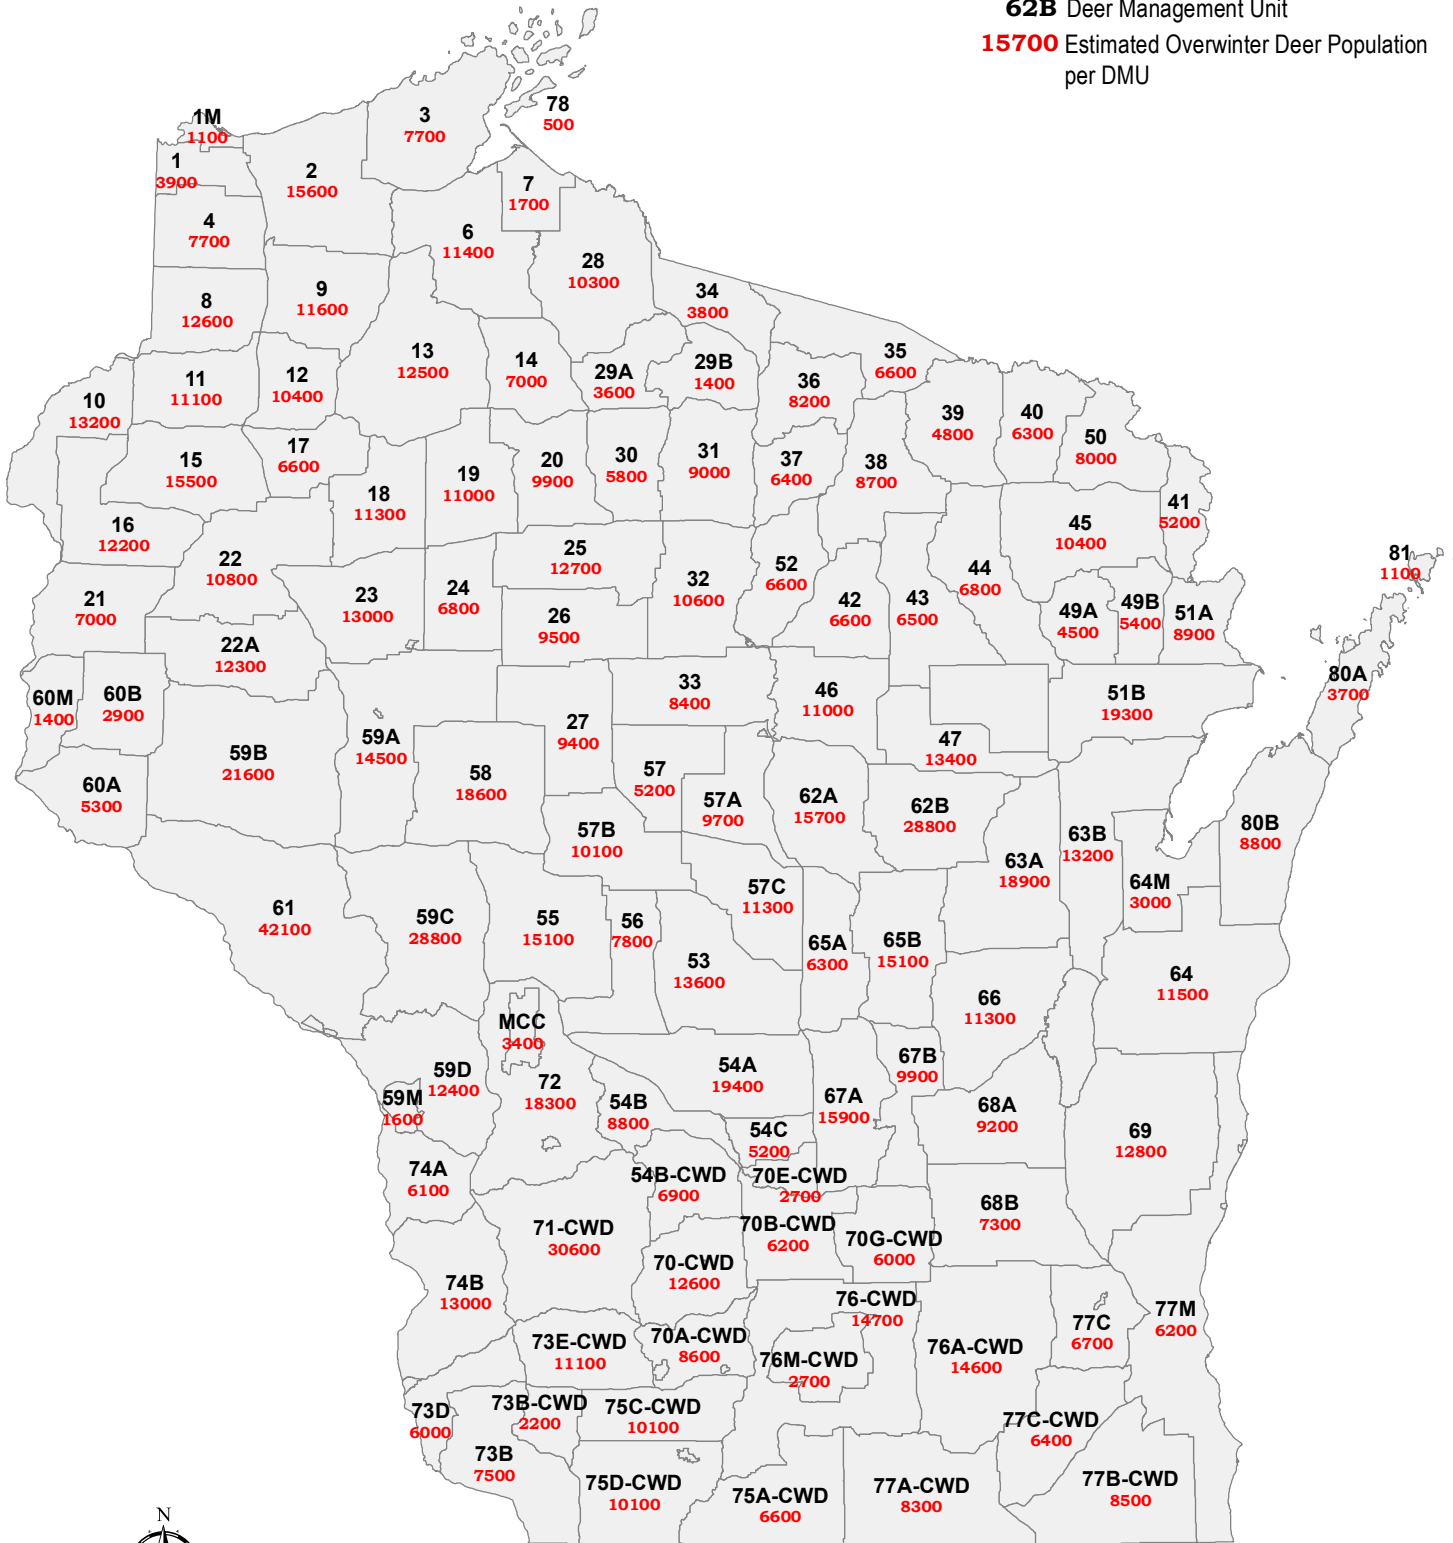 62B Deer Management Unit
15700 Estimated Overwinter Deer Population
per DMU
1M
1100
3
7700
78
500
1
3900
2
15600
7
1700
4
7700
6
11400
28
10300
8
12600
9
11600
34
3800
13
12500
14
7000
29A
3600
29B
1400
35
6600
36
8200
10
13200
11
11100
12
10400
39
4800
40
6300
50
8000
15
15500
17
6600
18
11300
19
11000
20
9900
30
5800
31
9000
37
6400
38
8700
41
5200
16
12200
22
10800
25
12700
45
10400
81
1100
21
7000
23
13000
24
6800
26
9500
32
10600
52
6600
42
6600
43
6500
44
6800
49A
4500
49B
5400
51A
8900
22A
12300
60M
1400
60B
2900
33
8400
46
11000
51B
19300
80A
3700
59B
21600
59A
14500
27
9400
47
13400
60A
5300
58
18600
57
5200
57A
9700
62A
15700
62B
28800
57B
10100
63A
18900
63B
13200
80B
8800
64M
3000
57C
11300
61
42100
59C
28800
55
15100
56
7800
53
13600
65A
6300
65B
15100
64
11500
66
11300
MCC
3400
59D
12400
59M
1600
72
18300
54A
19400
54B
8800
67B
9900
67A
15900
68A
9200
54C
5200
69
12800
74A
6100
54B-CWD
6900
70E-CWD
2700
71-CWD
30600
70B-CWD
6200
70G-CWD
6000
68B
7300
74B
13000
70-CWD
12600
76-CWD
14700
77C
6700
77M
6200
73E-CWD
11100
70A-CWD
8600
76M-CWD
2700
76A-CWD
14600
73D
6000
73B-CWD
2200
75C-CWD
10100
77C-CWD
6400
73B
7500
75D-CWD
10100
75A-CWD
6600
77A-CWD
8300
77B-CWD
8500
N